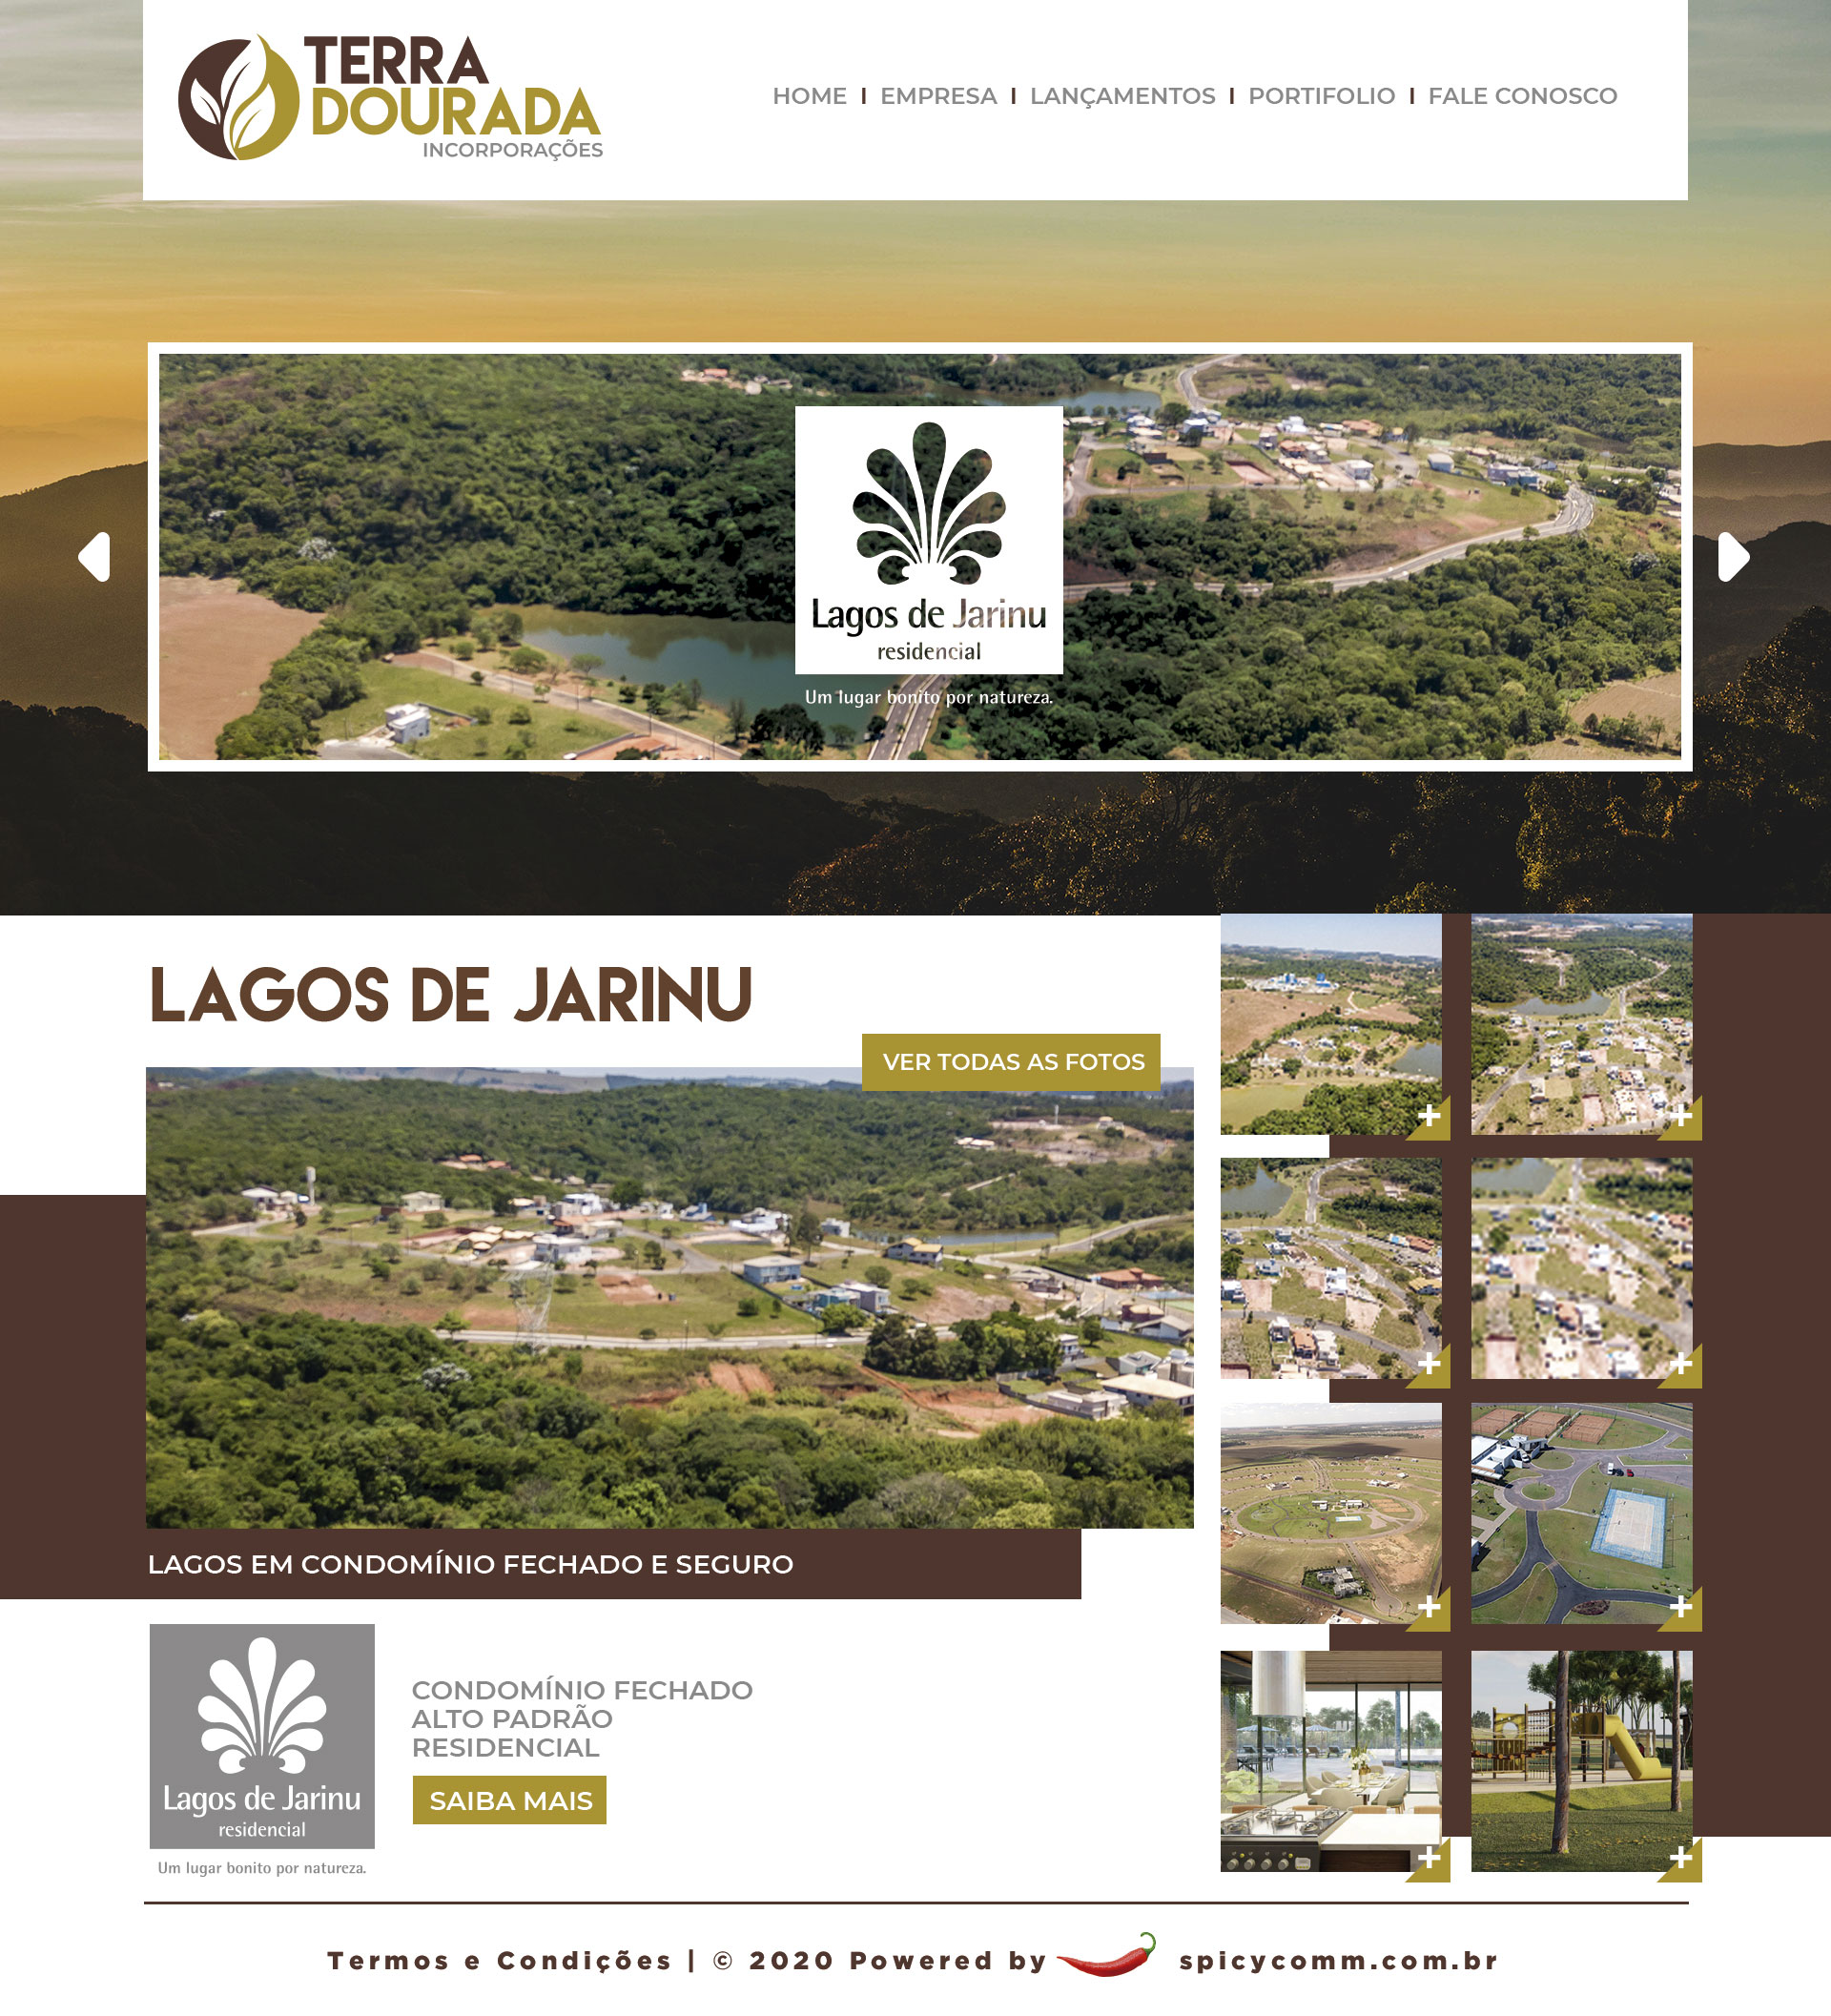 TERRA
DOURADA
INCORPORAÇÕES
HOME I EMPRESA I LANÇAMENTOS I PORTIFOLIO I FALE CONOSCO
Lagos de Jarinu
residencial
Um lugar bonito por natureza.
LAGOS DE JARINU
VER TODAS AS FOTOS
LAGOS EM CONDOMÍNIO FECHADO E SEGURO
Lagos de Jarinu
residencial
Um lugar bonito por natureza.
CONDOMÍNIO FECHADO
ALTO PADRÃO
RESIDENCIAL
SAIBA MAIS
Termos e Condições | © 2020 Powered by spicycomm.com.br